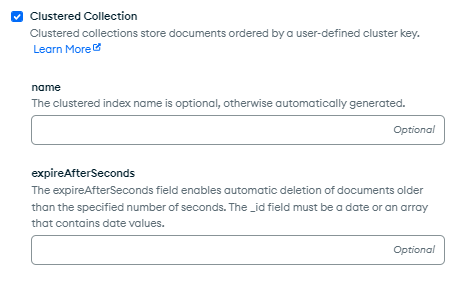 Clustered Collection
Clustered collections store documents ordered by a user-defined cluster key.
Learn More
name
The clustered index name is optional, otherwise automatically generated.
Optional
expireAfterSeconds
The expireAfterSeconds field enables automatic deletion of documents older
than the specified number of seconds. The _id field must be a date or an array
that contains date values.
Optional